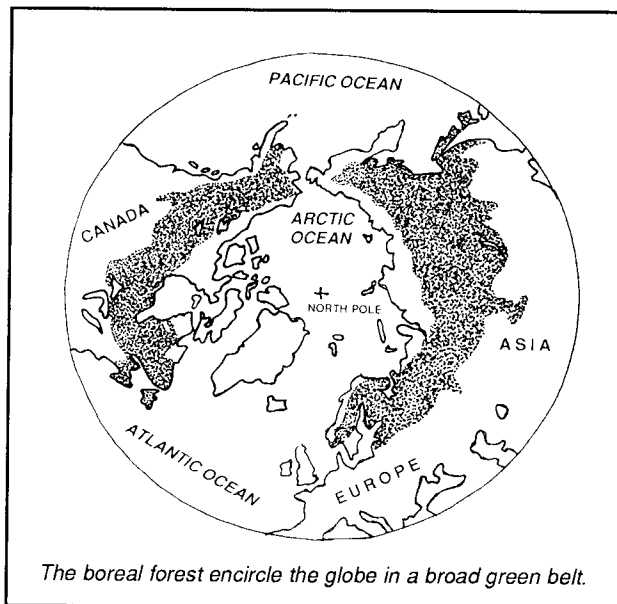 PACIFIC OCEAN
CANADA
ARCTIC
OCEAN
NORTH POLE
ASIA
ATLANTIC OCEAN
EUROPE
The boreal forest encircle the globe in a broad green belt.